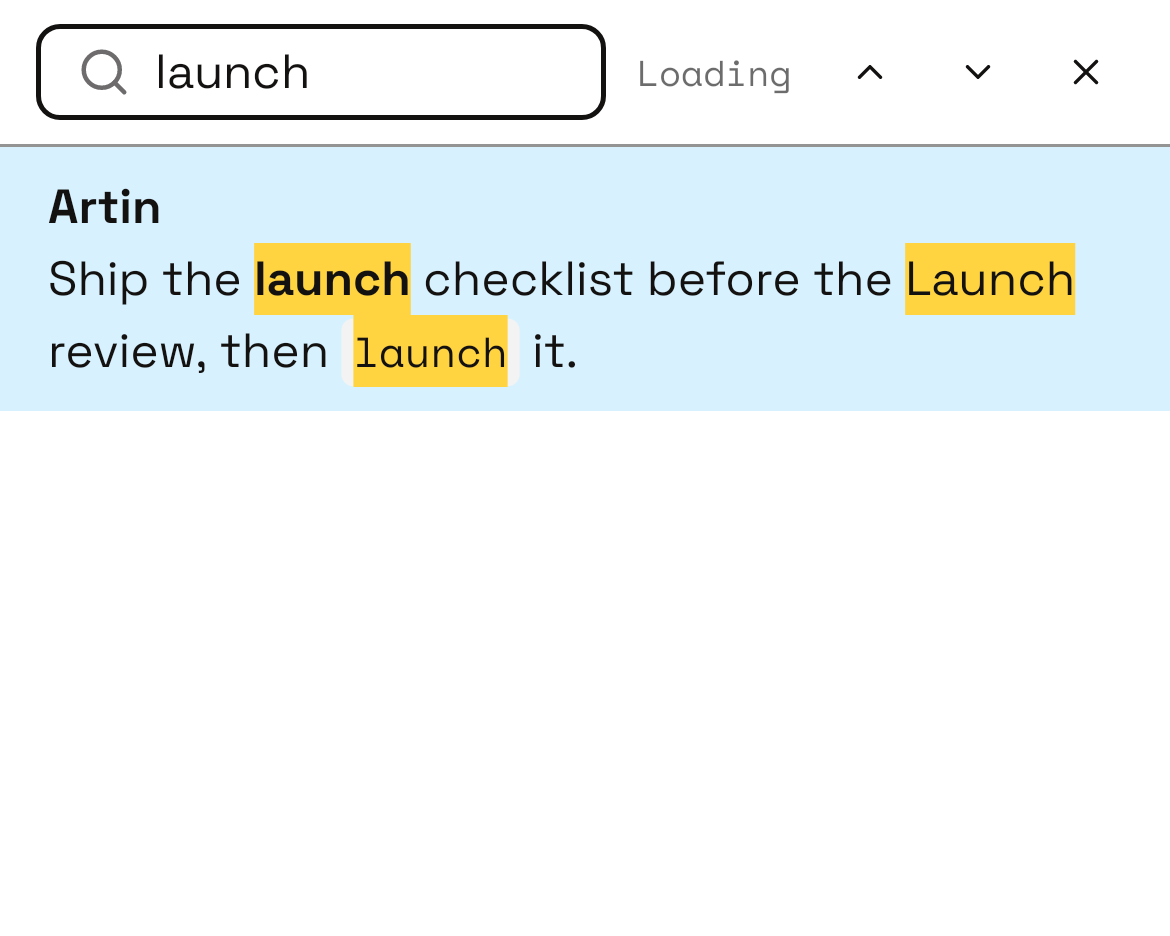 launch
Loading
Artin
Ship the launch checklist before the Launch
review, then launch it.